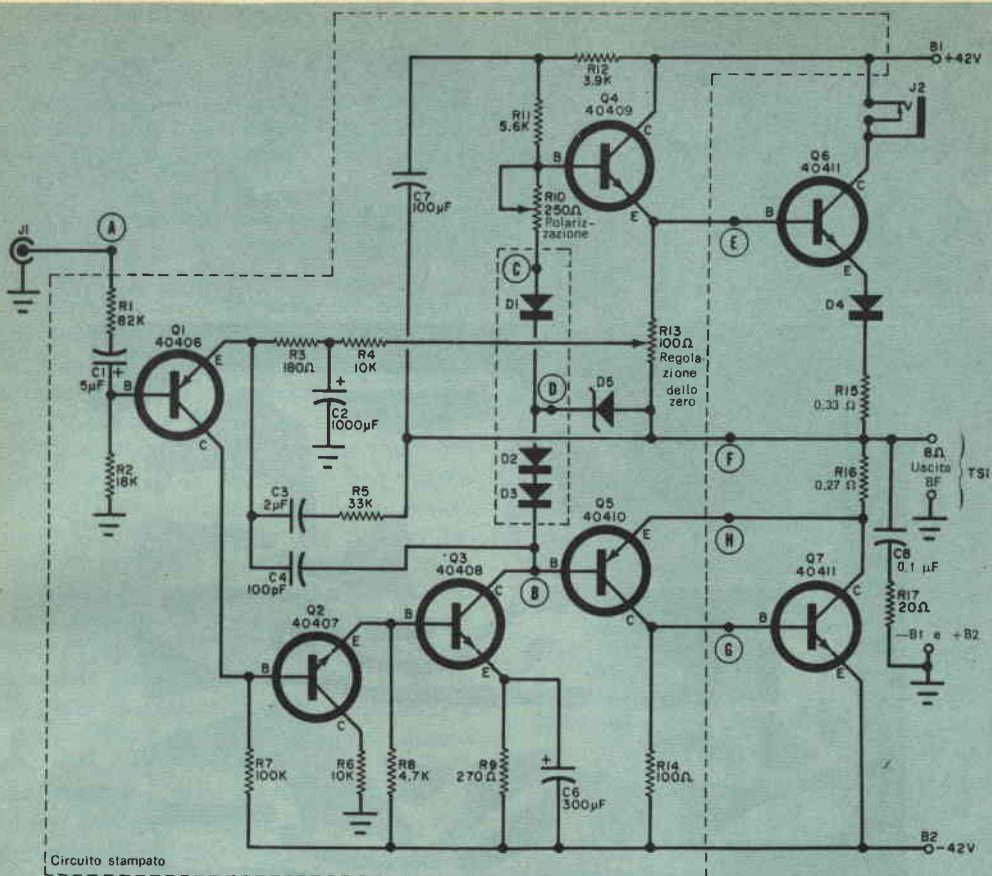 B1
+42V
R12
3.9K
Q4
40409
J2
R11
5.6K
B
C
E
Q6
40411
C7
100µF
R10
250Ω
Polariz-
zazione
E
B
C
E
J1
A
C
R1
82K
D1
D4
Q1
40406
R3
180Ω
R4
10K
R13
100Ω
Regola-
zione
dello
zero
E
C1
5µF
+
B
C
+
C2
1000µF
D
D5
R15
0.33 Ω
F
8Ω
Uscita
BF
TSI
R2
18K
D2
D3
R16
0.27 Ω
C3
2µF
R5
33K
Q5
40410
E
H
C4
100pF
Q3
40408
C
B
B
C
Q7
40411
C
C8
0.1 µF
Q2
40407
E
B
E
G
B
E
R17
20Ω
—B1 e +B2
B
C
R7
100K
R6
10K
R8
4.7K
R9
270Ω
+
C6
300µF
R14
100Ω
B2
-42V
Circuito stampato